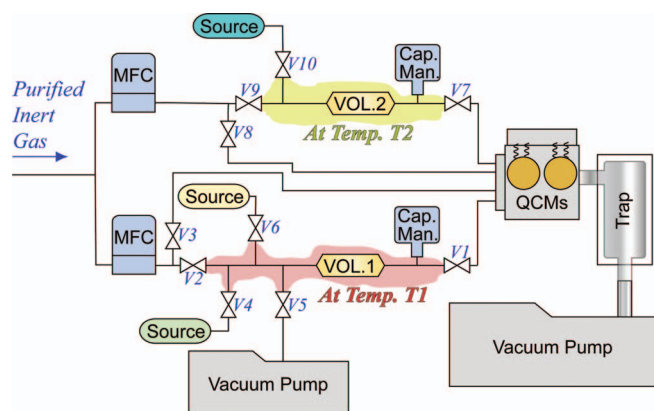 Source
Cap.
Man.
MFC
V10
Purified
Inert
Gas
V9
V7
VOL.2
V8
At Temp. T2
Source
QCMs
Trap
MFC
V3
V6
Cap.
Man.
V1
VOL.1
V2
At Temp. T1
V4
V5
Source
Vacuum Pump
Vacuum Pump